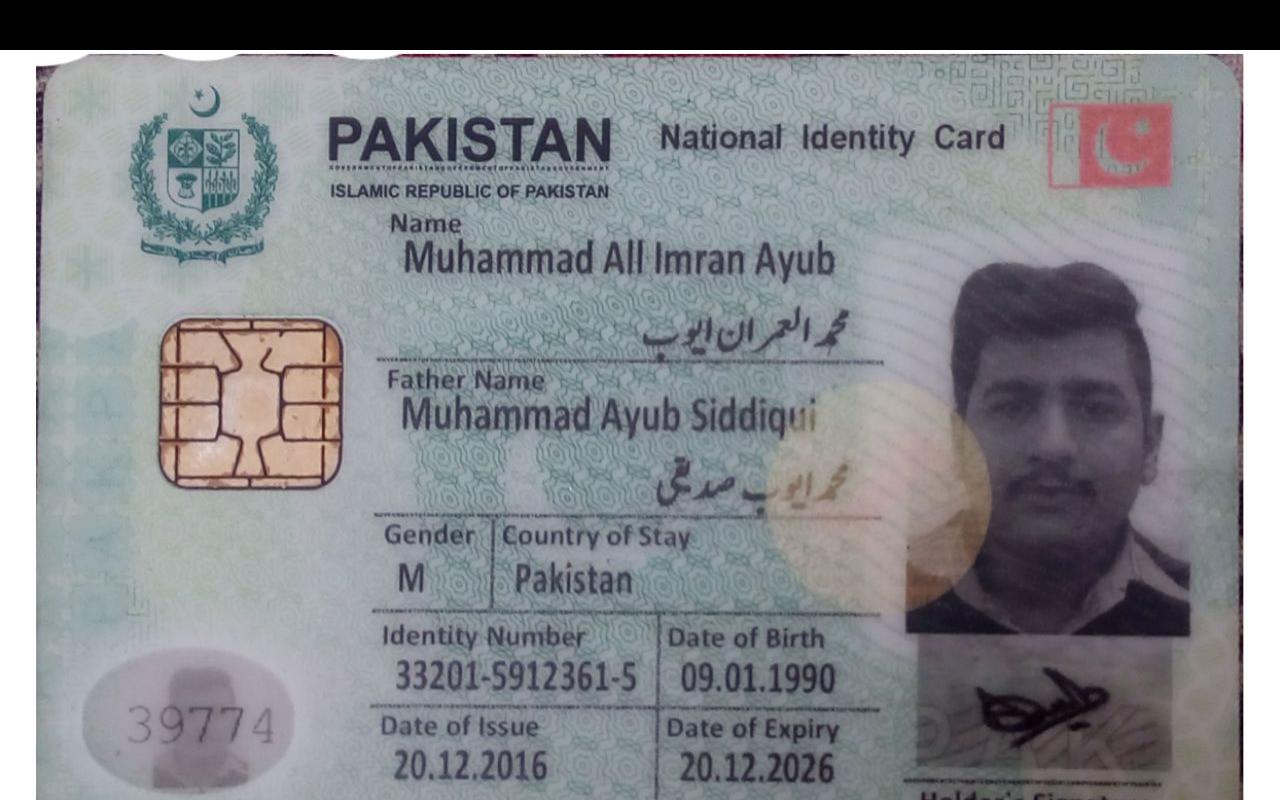 PAKISTAN National Identity Card
ISLAMIC REPUBLIC OF PAKISTAN
Name
Muhammad All Imran Ayub
محمد العمران ایوب
Father Name
Muhammad Ayub Siddiqui
محمد ایوب صدیقی
Gender Country of Stay
M Pakistan
Identity Number Date of Birth
33201-5912361-5 09.01.1990
39774
Date of Issue Date of Expiry
20.12.2016 20.12.2026
Holder's